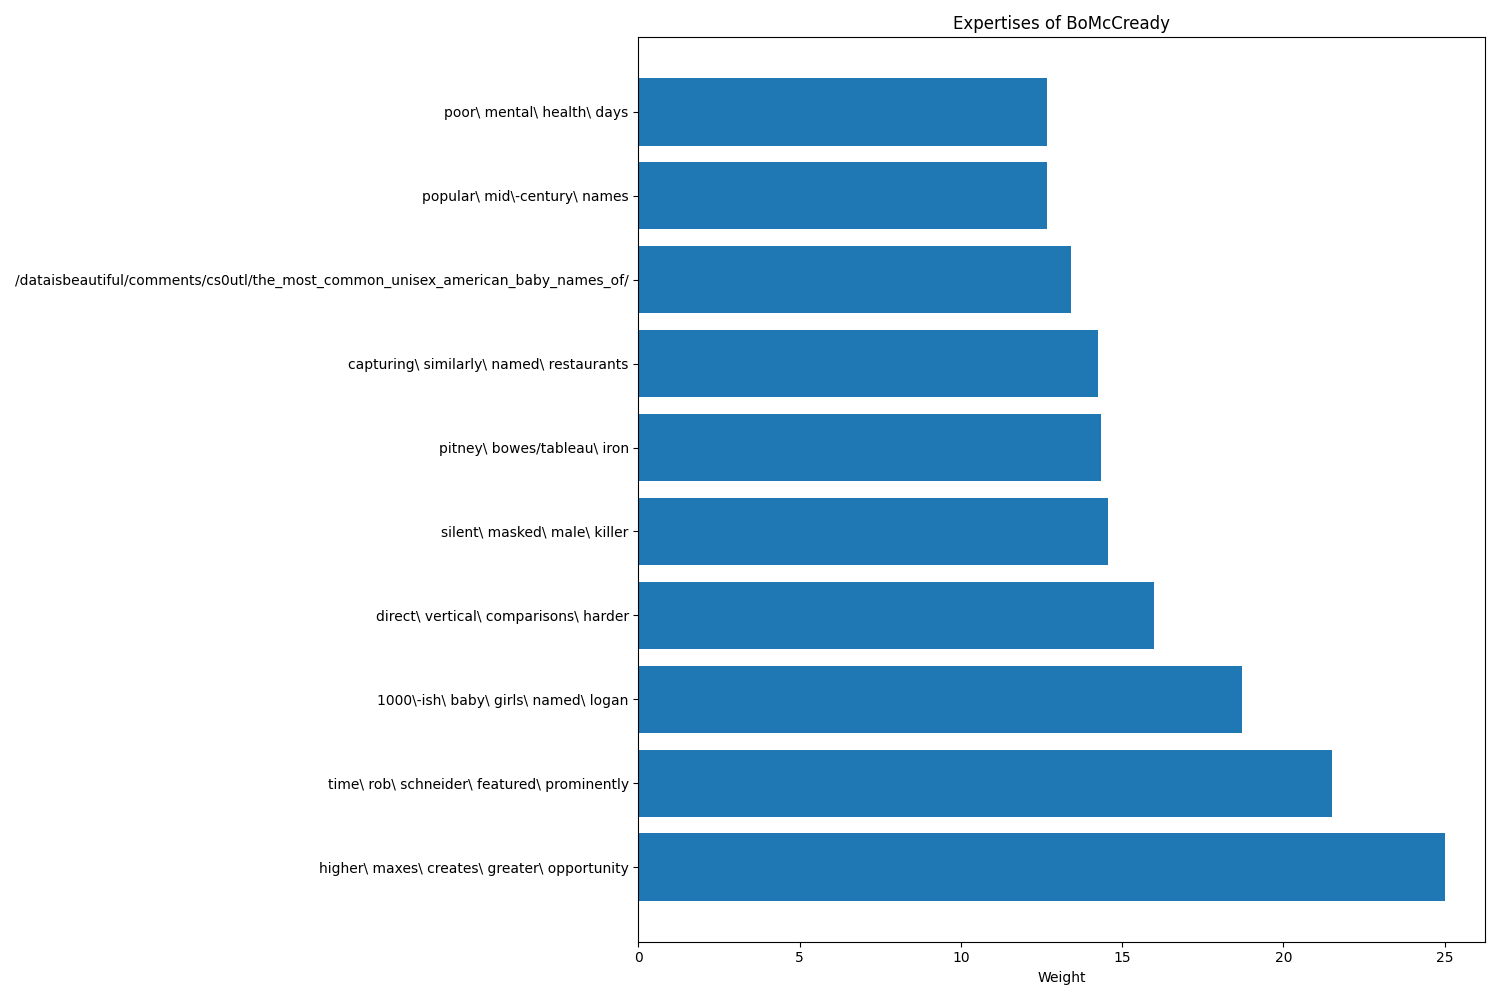 Expertises of BoMcCready
poor\ mental\ health\ days
popular\ mid\-century\ names
/dataisbeautiful/comments/cs0utl/the_most_common_unisex_american_baby_names_of/
capturing\ similarly\ named\ restaurants
pitney\ bowes/tableau\ iron
silent\ masked\ male\ killer
direct\ vertical\ comparisons\ harder
1000\-ish\ baby\ girls\ named\ logan
time\ rob\ schneider\ featured\ prominently
higher\ maxes\ creates\ greater\ opportunity
0 5 10 15 20 25
Weight